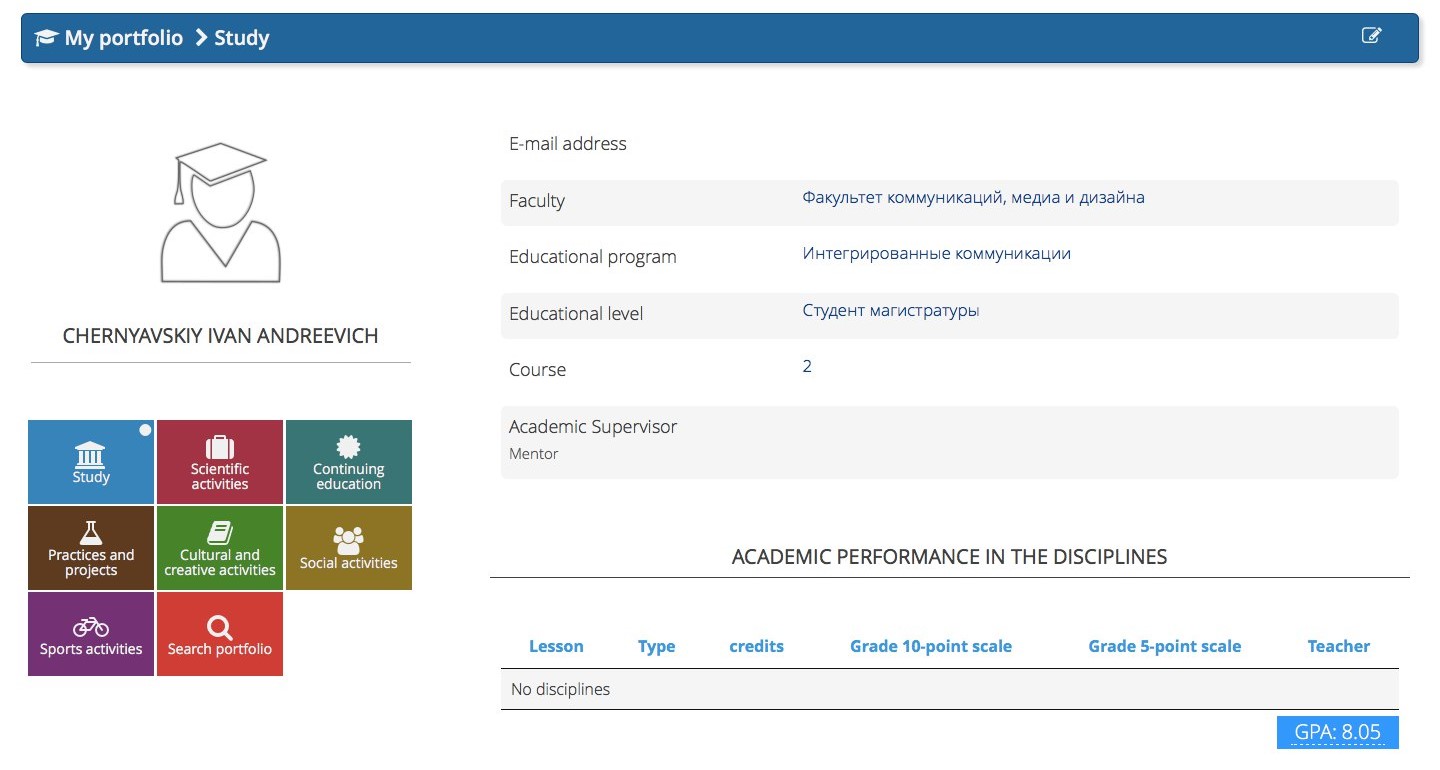 My portfolio Study
CHERNYAVSKIY IVAN ANDREEVICH
Study
Scientific
activities
Continuing
education
Practices and
projects
Cultural and
creative activities
Social activities
Sports activities
Search portfolio
E-mail address
Faculty Факультет коммуникаций, медиа и дизайна
Educational program Интегрированные коммуникации
Educational level Студент магистратуры
Course 2
Academic Supervisor
Mentor
ACADEMIC PERFORMANCE IN THE DISCIPLINES
Lesson Type credits Grade 10-point scale Grade 5-point scale Teacher
No disciplines
GPA: 8.05